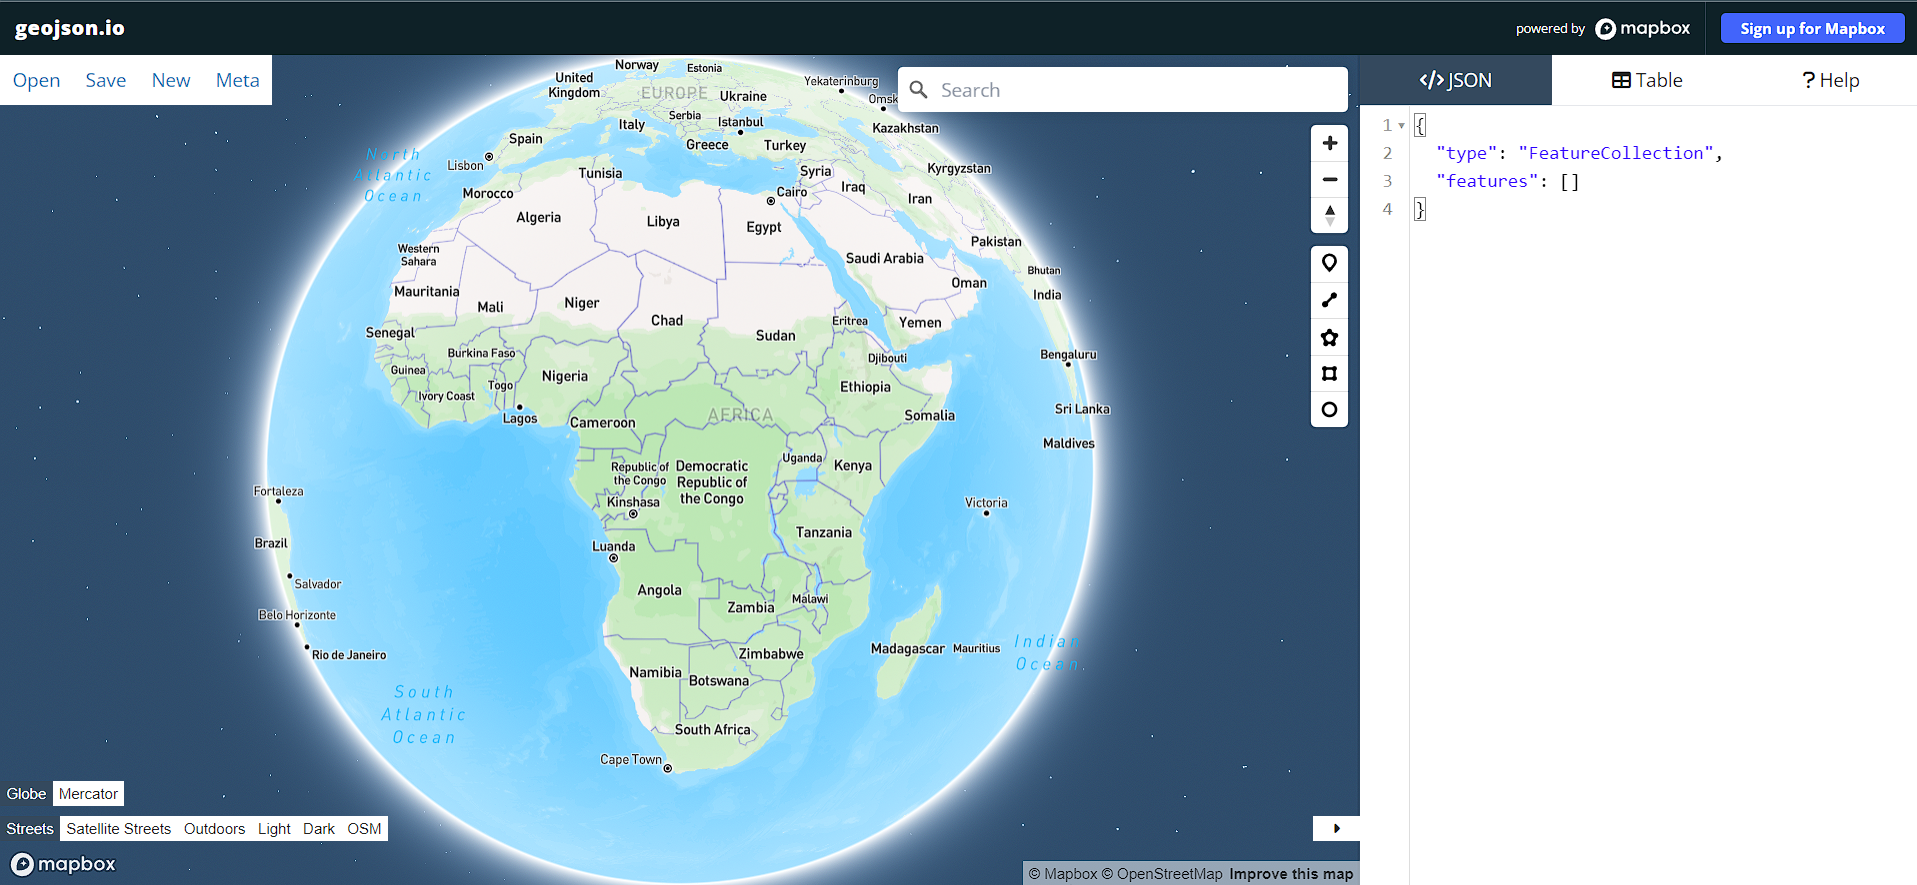 geojson.io
powered by mapbox
Sign up for Mapbox
Open Save New Meta
Search
</> JSON
Table
? Help
1 {
2 "type": "FeatureCollection",
3 "features": []
4 }
Norway
Estonia
United
Kingdom
EUROPE
Ukraine
Yekaterinburg
Omsk
Serbia
Italy
Istanbul
Kazakhstan
Spain
Greece
Turkey
North
Atlantic
Ocean
Lisbon
Tunisia
Syria
Kyrgyzstan
Morocco
Cairo
Iraq
Iran
Algeria
Libya
Egypt
Pakistan
Western
Sahara
Saudi Arabia
Bhutan
Oman
India
Mauritania
Mali
Niger
Chad
Eritrea
Yemen
Senegal
Sudan
Burkina Faso
Djibouti
Bengaluru
Guinea
Togo
Nigeria
Ethiopia
Ivory Coast
Lagos
Cameroon
AFRICA
Somalia
Sri Lanka
Maldives
Republic of
the Congo
Democratic
Republic of
the Congo
Uganda
Kenya
Fortaleza
Kinshasa
Victoria
Brazil
Luanda
Tanzania
Salvador
Angola
Zambia
Malawi
Belo Horizonte
Rio de Janeiro
Zimbabwe
Madagascar
Mauritius
Indian
Ocean
Namibia
Botswana
South
Atlantic
Ocean
South Africa
Cape Town
Globe Mercator
Streets Satellite Streets Outdoors Light Dark OSM
mapbox
© Mapbox © OpenStreetMap Improve this map